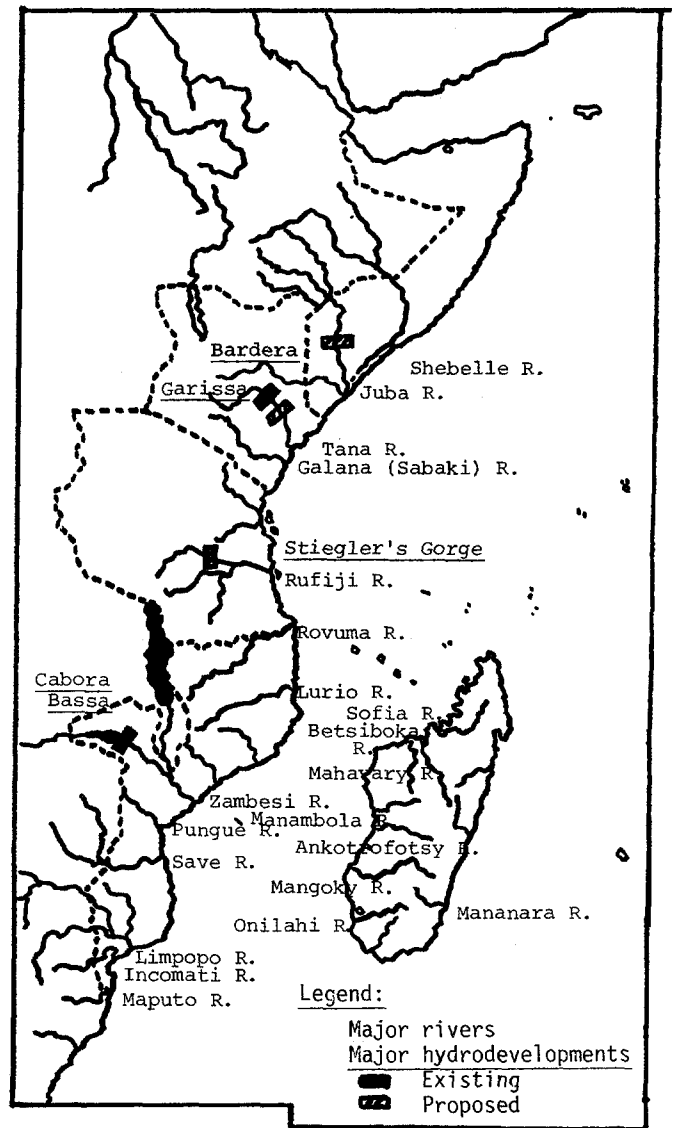 Bardera
Shebelle R.
Garissa
Juba R.
Tana R.
Galana (Sabaki) R.
Stiegler's Gorge
Rufiji R.
Rovuma R.
Cabora
Bassa
Lurio R.
Sofia R.
Betsiboka
R.
Mahavary R.
Zambesi R.
Manambola R.
Pungue R.
Ankotrofotsy R.
Save R.
Mangoky R.
Mananara R.
Onilahi R.
Limpopo R.
Incomati R.
Maputo R.
Legend:
Major rivers
Major hydrodevelopments
Existing
Proposed